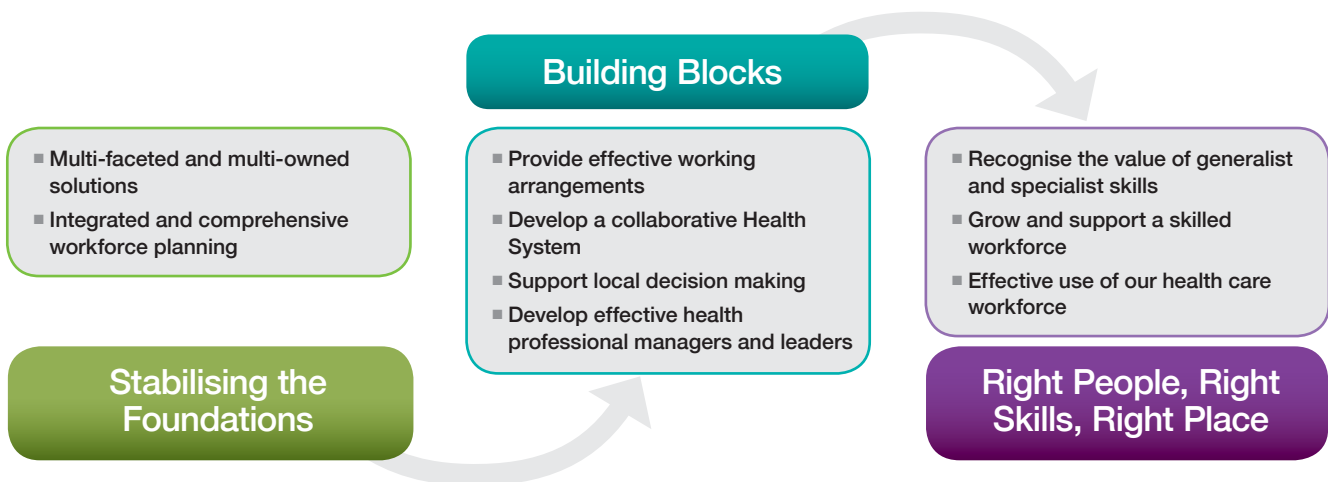 Building Blocks
■ Multi-faceted and multi-owned
solutions
■ Integrated and comprehensive
workforce planning
Stabilising the
Foundations
■ Provide effective working
arrangements
■ Develop a collaborative Health
System
■ Support local decision making
■ Develop effective health
professional managers and leaders
■ Recognise the value of generalist
and specialist skills
■ Grow and support a skilled
workforce
■ Effective use of our health care
workforce
Right People, Right
Skills, Right Place